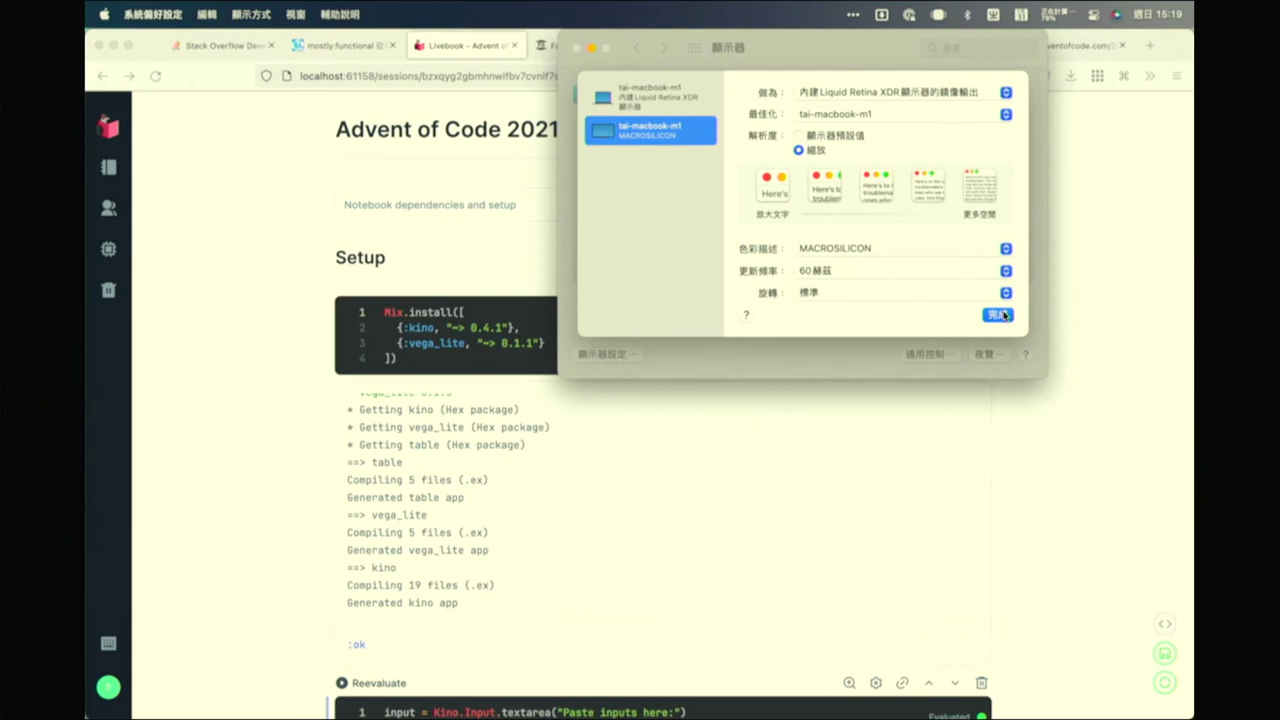 系統偏好設定 編輯 顯示方式 視窗 輔助說明
78% 週日 15:19
Stack Overflow Dev
mostly:functional
Livebook - Advent of
ventofcode.com/2
localhost:61158/sessions/bzxqyg2gbmhnwlfbv7cvnlf7s
顯示器
搜尋
tai-macbook-m1
內建 Liquid Retina XDR
顯示器
tai-macbook-m1
MACROSILICON
做為： 內建 Liquid Retina XDR 顯示器的鏡像輸出
最佳化： tai-macbook-m1
解析度： 顯示器預設值
縮放
Here's
放大文字
更多空間
色彩描述： MACROSILICON
更新頻率： 60 赫茲
旋轉： 標準
? 完成
顯示器設定⋯ 通用控制⋯ 夜覽⋯ ?
Advent of Code 2021
Notebook dependencies and setup
Setup
1 Mix.install([
2 {:kino, "~> 0.4.1"},
3 {:vega_lite, "~> 0.1.1"}
4 ])
* Getting kino (Hex package)
* Getting vega_lite (Hex package)
* Getting table (Hex package)
==> table
Compiling 5 files (.ex)
Generated table app
==> vega_lite
Compiling 5 files (.ex)
Generated vega_lite app
==> kino
Compiling 19 files (.ex)
Generated kino app
:ok
Reevaluate
1 input = Kino.Input.textarea("Paste inputs here:")
Evaluated